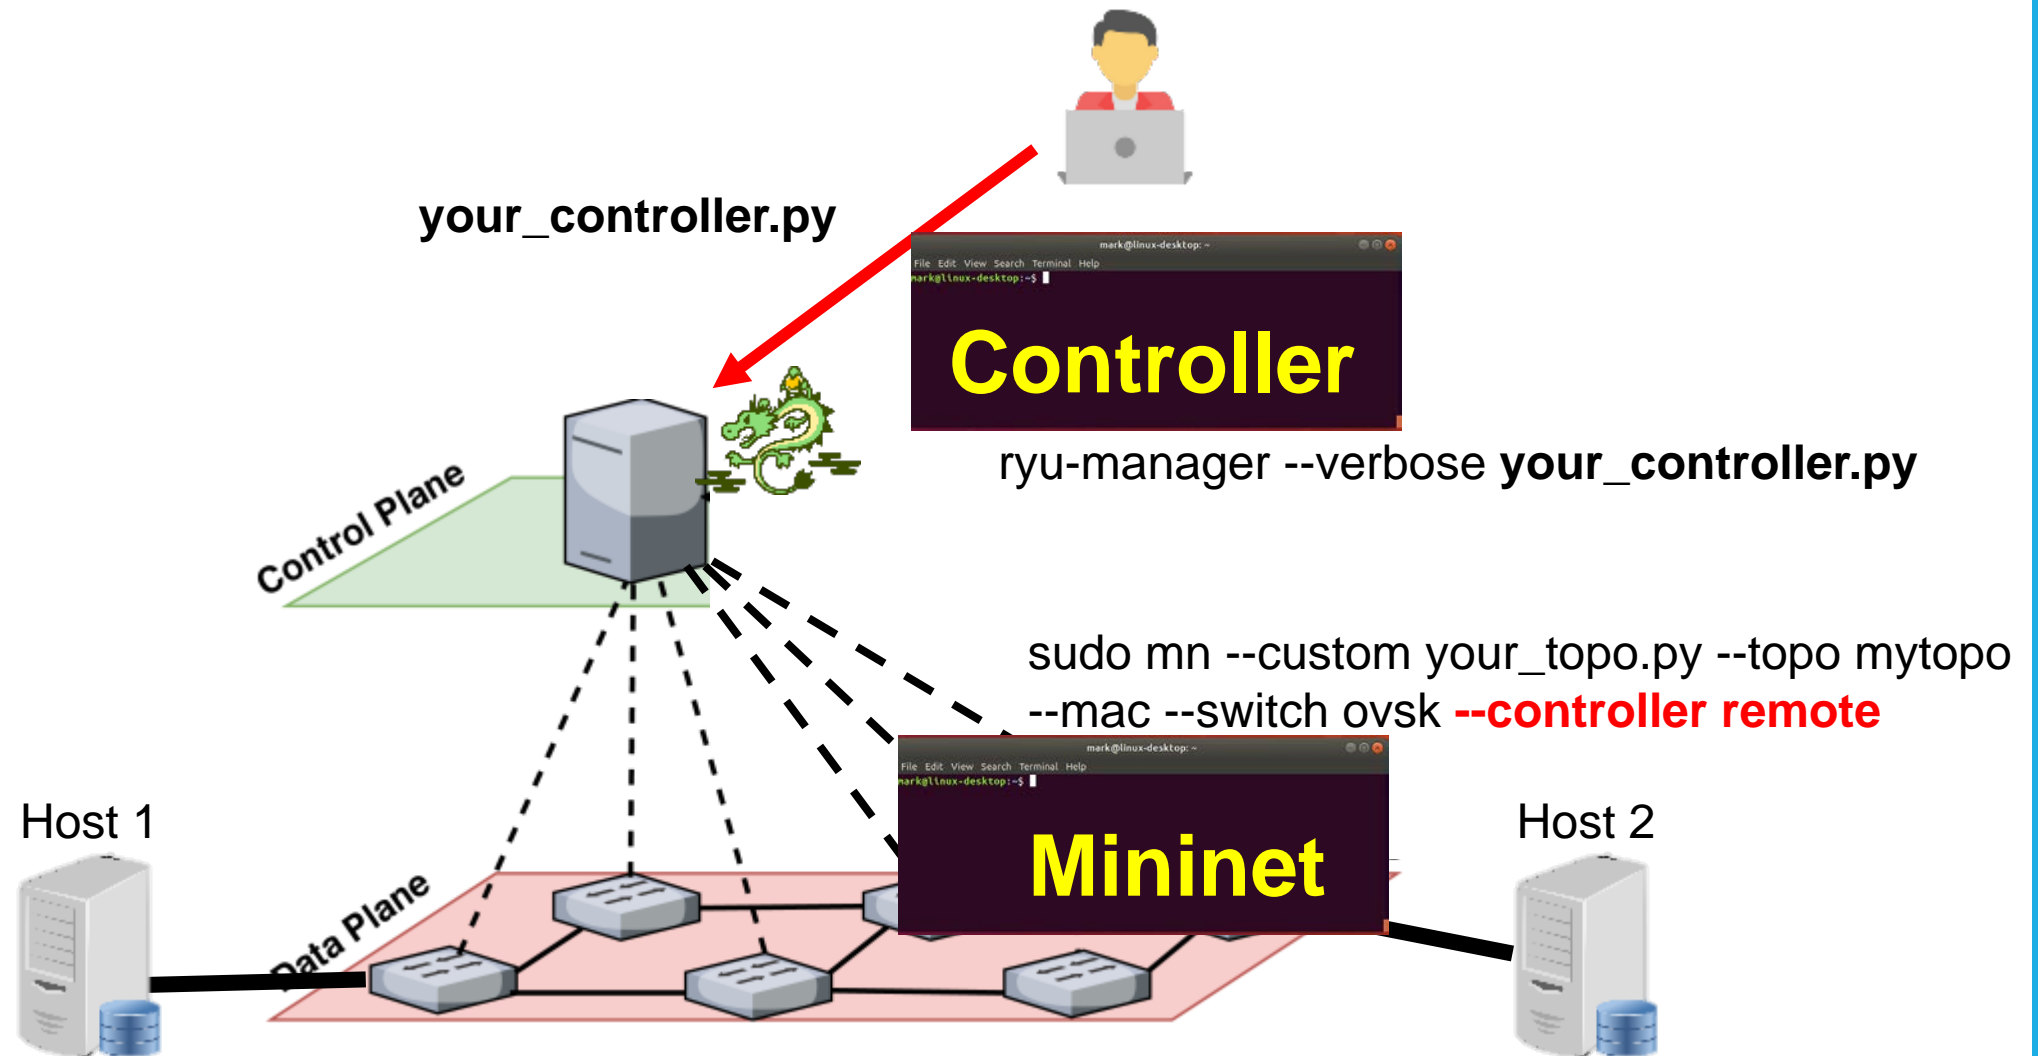 your_controller.py
mark@linux-desktop: ~
File Edit View Search Terminal Help
mark@linux-desktop:~$
Controller
ryu-manager --verbose your_controller.py
Control Plane
sudo mn --custom your_topo.py --topo mytopo
--mac --switch ovsk --controller remote
mark@linux-desktop: ~
File Edit View Search Terminal Help
mark@linux-desktop:~$
Mininet
Host 1
Host 2
Data Plane